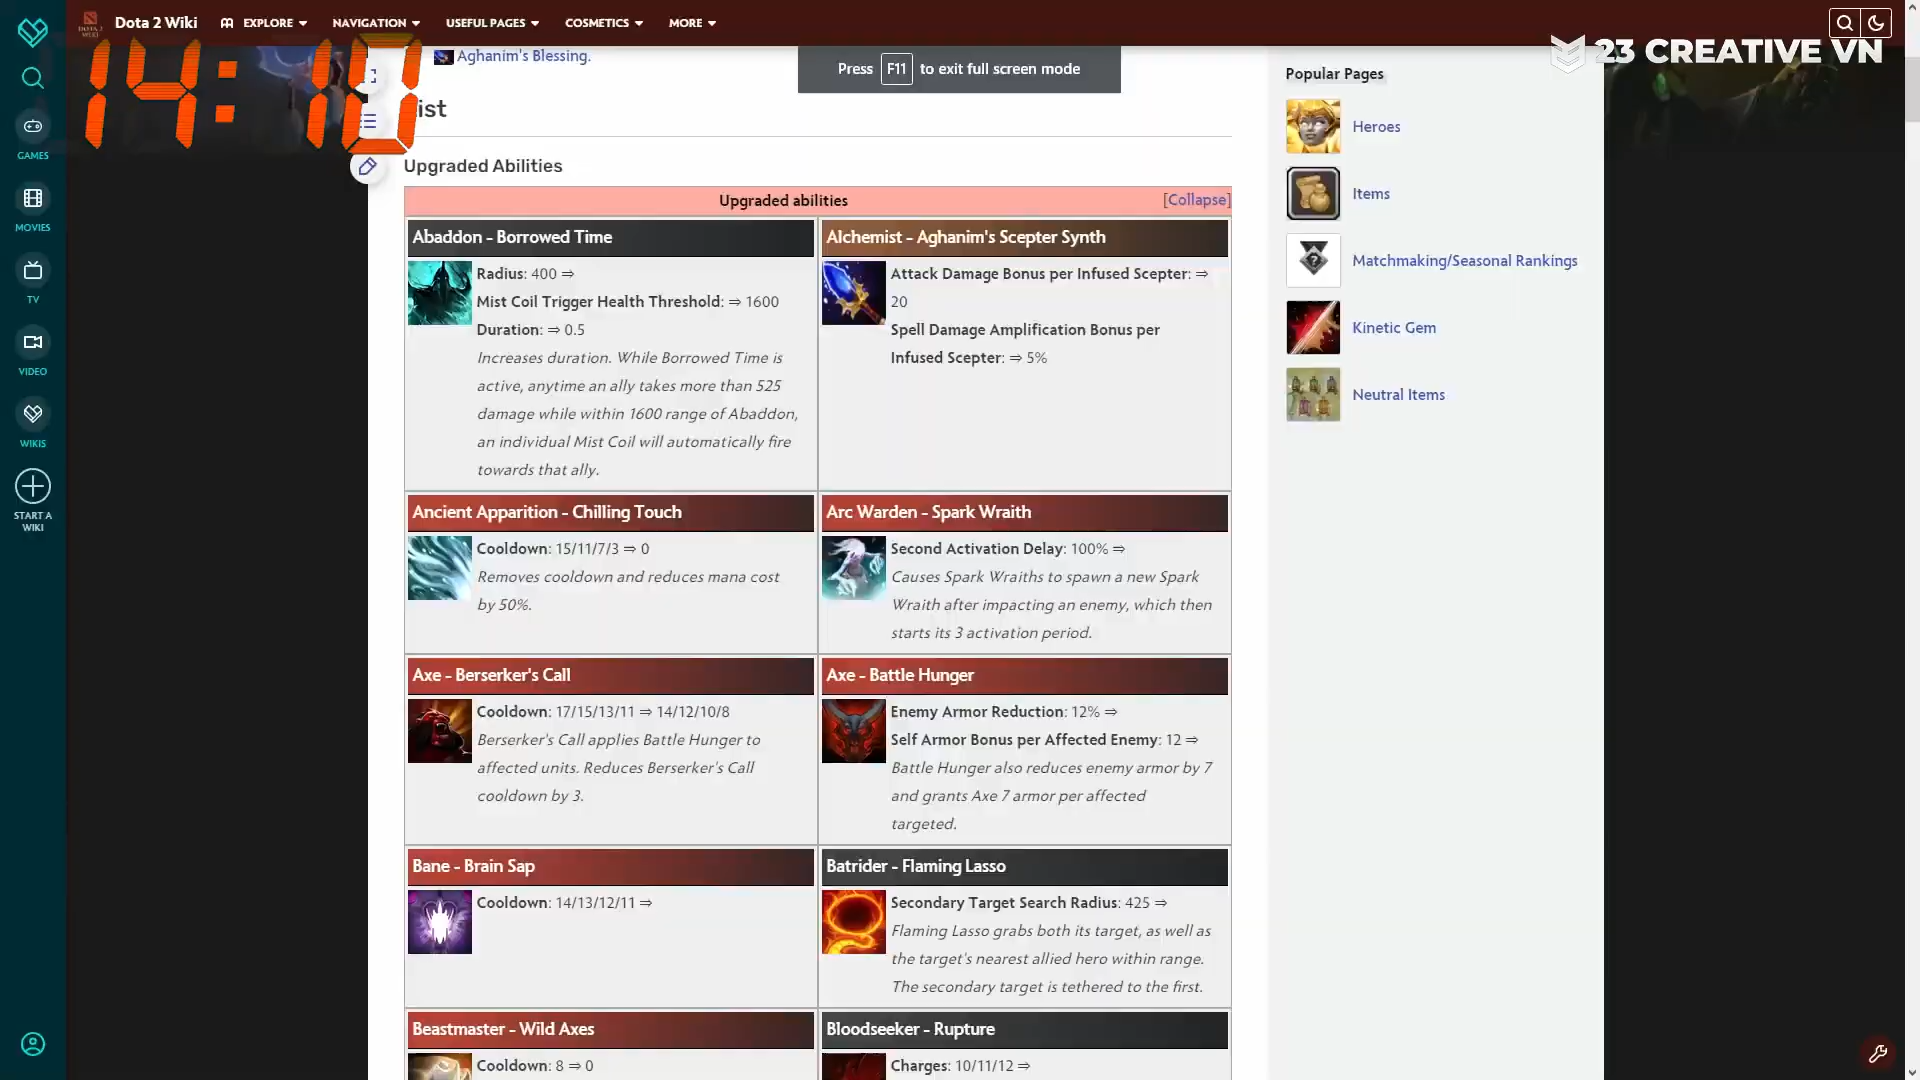 Dota 2 Wiki
EXPLORE
NAVIGATION
USEFUL PAGES
COSMETICS
MORE
14:10
23 CREATIVE VN
Press F11 to exit full screen mode
GAMES
MOVIES
TV
VIDEO
WIKIS
START A
WIKI
Aghanim's Blessing.
ist
Upgraded Abilities
Upgraded abilities
[Collapse]
Abaddon - Borrowed Time
Radius: 400 ⇒
Mist Coil Trigger Health Threshold: ⇒ 1600
Duration: ⇒ 0.5
Increases duration. While Borrowed Time is
active, anytime an ally takes more than 525
damage while within 1600 range of Abaddon,
an individual Mist Coil will automatically fire
towards that ally.
Alchemist - Aghanim's Scepter Synth
Attack Damage Bonus per Infused Scepter: ⇒
20
Spell Damage Amplification Bonus per
Infused Scepter: ⇒ 5%
Ancient Apparition - Chilling Touch
Cooldown: 15/11/7/3 ⇒ 0
Removes cooldown and reduces mana cost
by 50%.
Arc Warden - Spark Wraith
Second Activation Delay: 100% ⇒
Causes Spark Wraiths to spawn a new Spark
Wraith after impacting an enemy, which then
starts its 3 activation period.
Axe - Berserker's Call
Cooldown: 17/15/13/11 ⇒ 14/12/10/8
Berserker's Call applies Battle Hunger to
affected units. Reduces Berserker's Call
cooldown by 3.
Axe - Battle Hunger
Enemy Armor Reduction: 12% ⇒
Self Armor Bonus per Affected Enemy: 12 ⇒
Battle Hunger also reduces enemy armor by 7
and grants Axe 7 armor per affected
targeted.
Bane - Brain Sap
Cooldown: 14/13/12/11 ⇒
Batrider - Flaming Lasso
Secondary Target Search Radius: 425 ⇒
Flaming Lasso grabs both its target, as well as
the target's nearest allied hero within range.
The secondary target is tethered to the first.
Beastmaster - Wild Axes
Cooldown: 8 ⇒ 0
Bloodseeker - Rupture
Charges: 10/11/12 ⇒
Popular Pages
Heroes
Items
Matchmaking/Seasonal Rankings
Kinetic Gem
Neutral Items